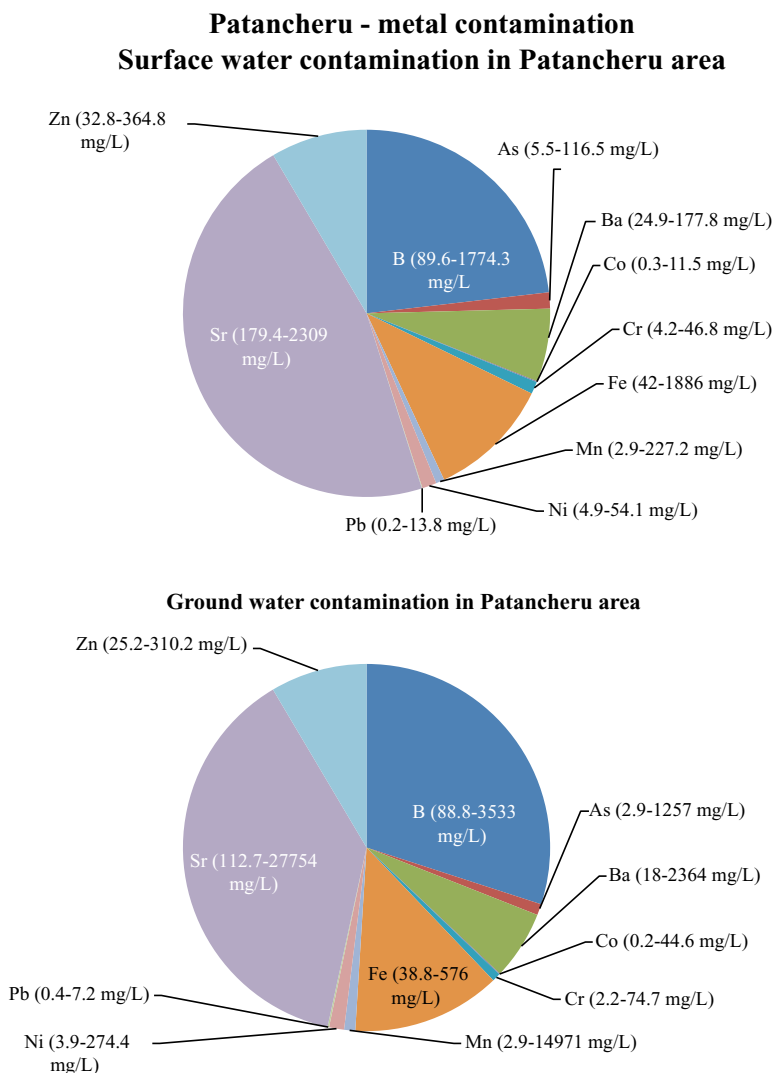 Patancheru - metal contamination
Surface water contamination in Patancheru area
Zn (32.8-364.8
mg/L)
As (5.5-116.5 mg/L)
Ba (24.9-177.8 mg/L)
B (89.6-1774.3
mg/L
Co (0.3-11.5 mg/L)
Cr (4.2-46.8 mg/L)
Sr (179.4-2309
mg/L)
Fe (42-1886 mg/L)
Mn (2.9-227.2 mg/L)
Ni (4.9-54.1 mg/L)
Pb (0.2-13.8 mg/L)
Ground water contamination in Patancheru area
Zn (25.2-310.2 mg/L)
B (88.8-3533
mg/L)
As (2.9-1257 mg/L)
Sr (112.7-27754
mg/L)
Ba (18-2364 mg/L)
Co (0.2-44.6 mg/L)
Fe (38.8-576
mg/L)
Pb (0.4-7.2 mg/L)
Cr (2.2-74.7 mg/L)
Ni (3.9-274.4
mg/L)
Mn (2.9-14971 mg/L)